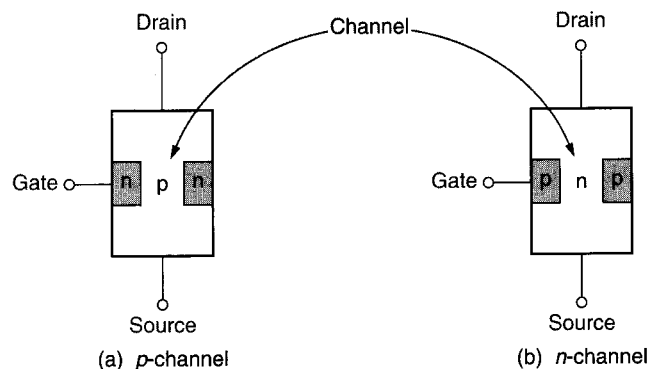 Drain
Channel
Drain
Gate
n
p
n
Gate
p
n
p
Source
Source
(a) p-channel
(b) n-channel